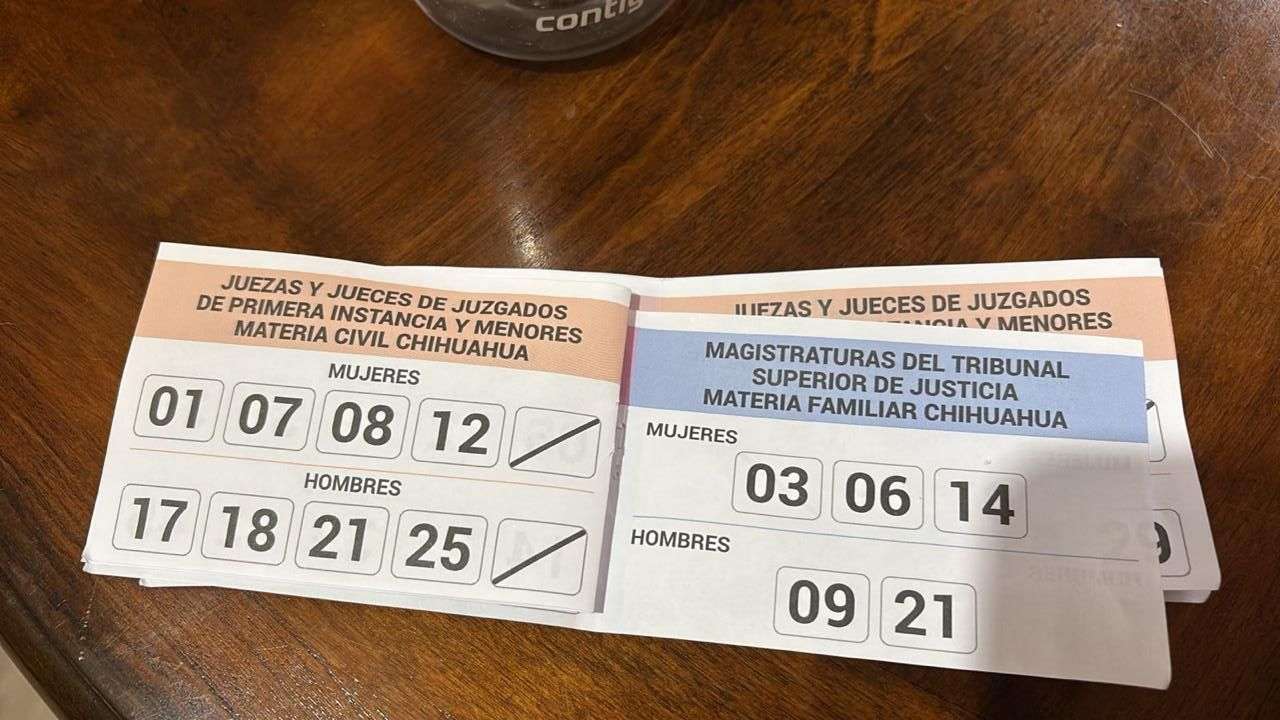 contig
JUEZAS Y JUECES DE JUZGADOS
DE PRIMERA INSTANCIA Y MENORES
MATERIA CIVIL CHIHUAHUA
MUJERES
01 07 08 12
HOMBRES
17 18 21 25
JUEZAS Y JUECES DE JUZGADOS
Y MENORES
MAGISTRATURAS DEL TRIBUNAL
SUPERIOR DE JUSTICIA
MATERIA FAMILIAR CHIHUAHUA
MUJERES
03 06 14
HOMBRES
09 21